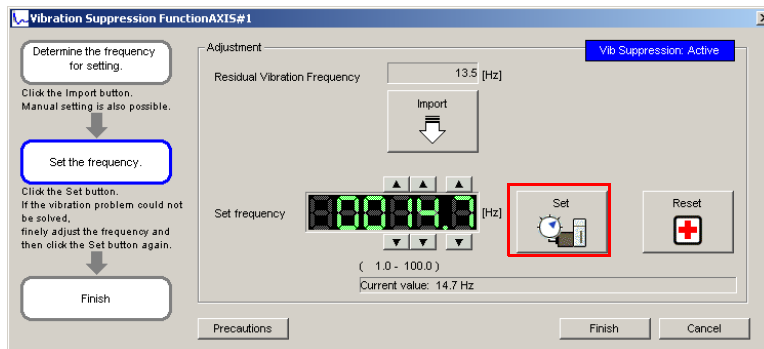 Vibration Suppression FunctionAXIS#1
Determine the frequency
for setting.
Click the Import button.
Manual setting is also possible.
Set the frequency.
Click the Set button.
If the vibration problem could not
be solved,
finely adjust the frequency and
then click the Set button again.
Finish
Adjustment
Vib Suppression: Active
Residual Vibration Frequency 13.5 [Hz]
Import
Set frequency 0014.7 [Hz]
Set
Reset
( 1.0 - 100.0 )
Current value: 14.7 Hz
Precautions
Finish
Cancel